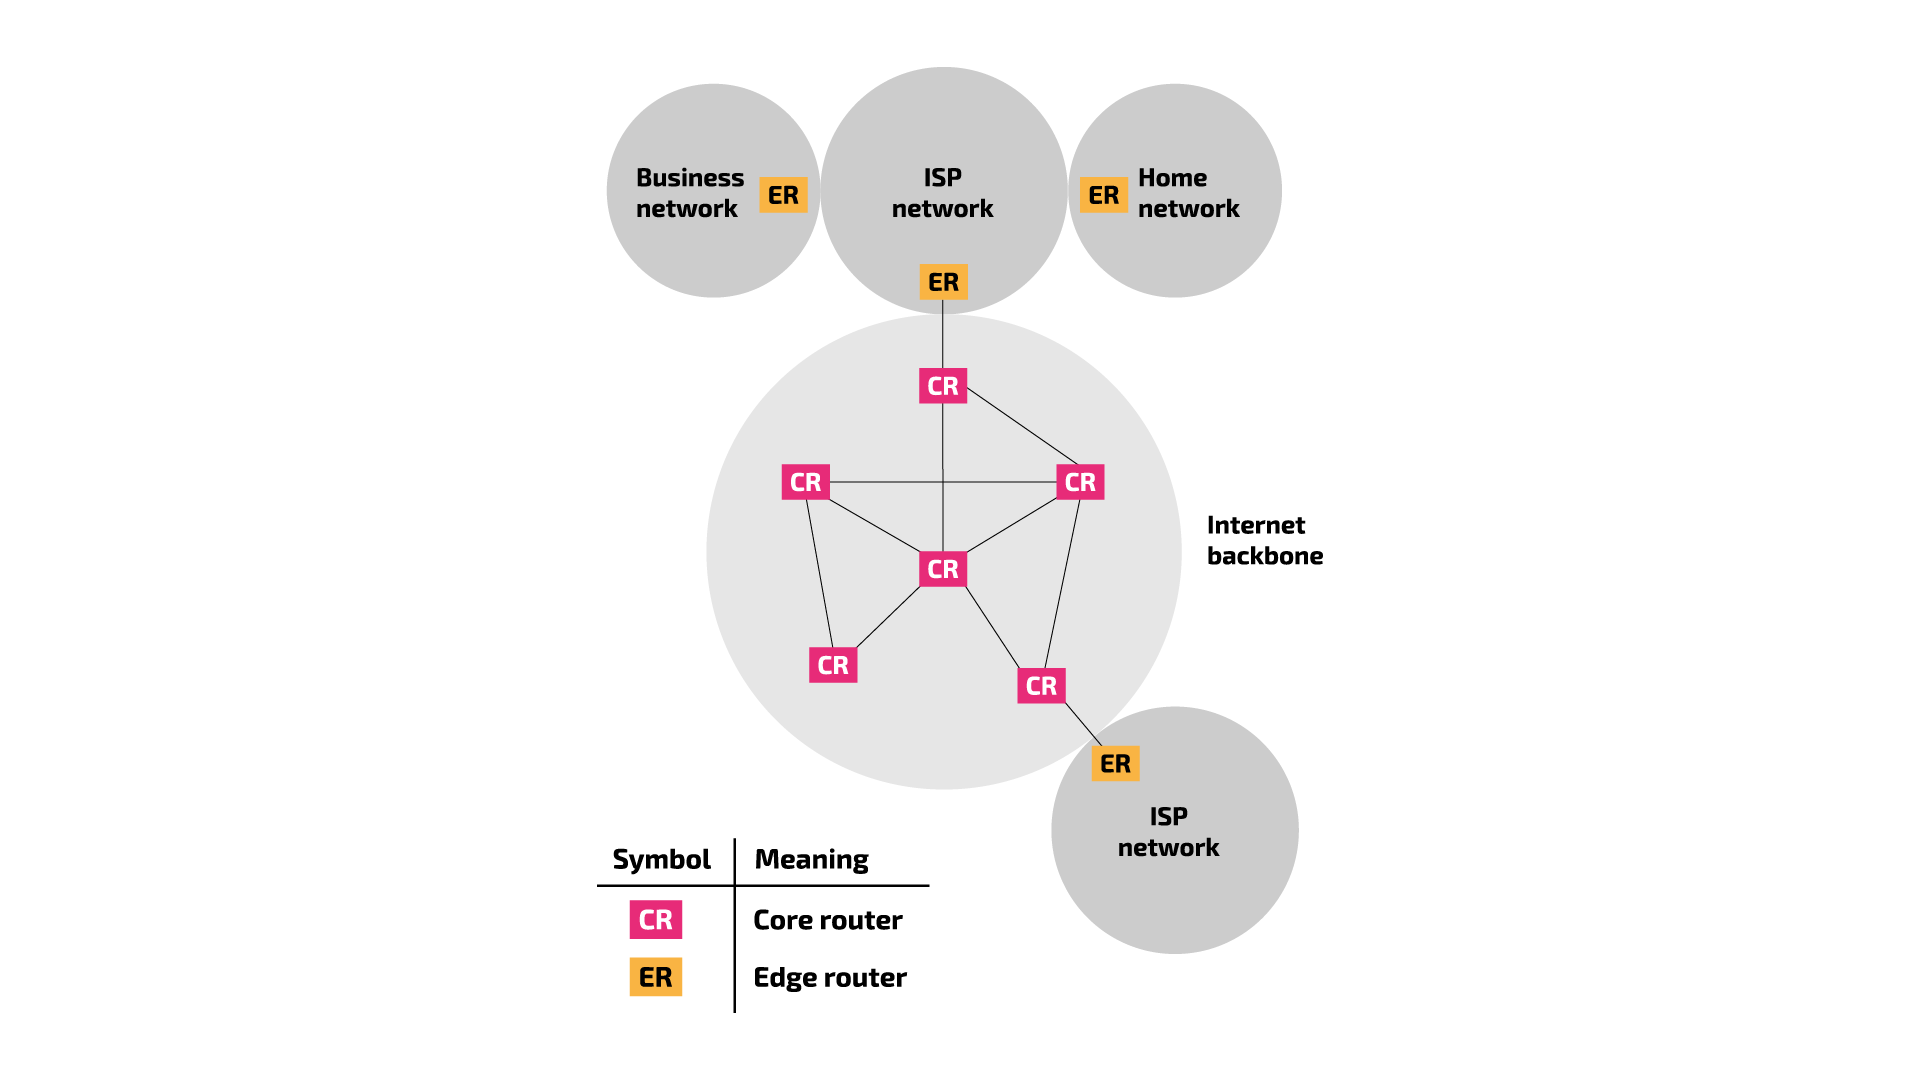 Business
network
ER
ISP
network
ER
Home
network
ER
CR
CR
CR
CR
CR
CR
Internet
backbone
ER
ISP
network
Symbol Meaning
CR Core router
ER Edge router